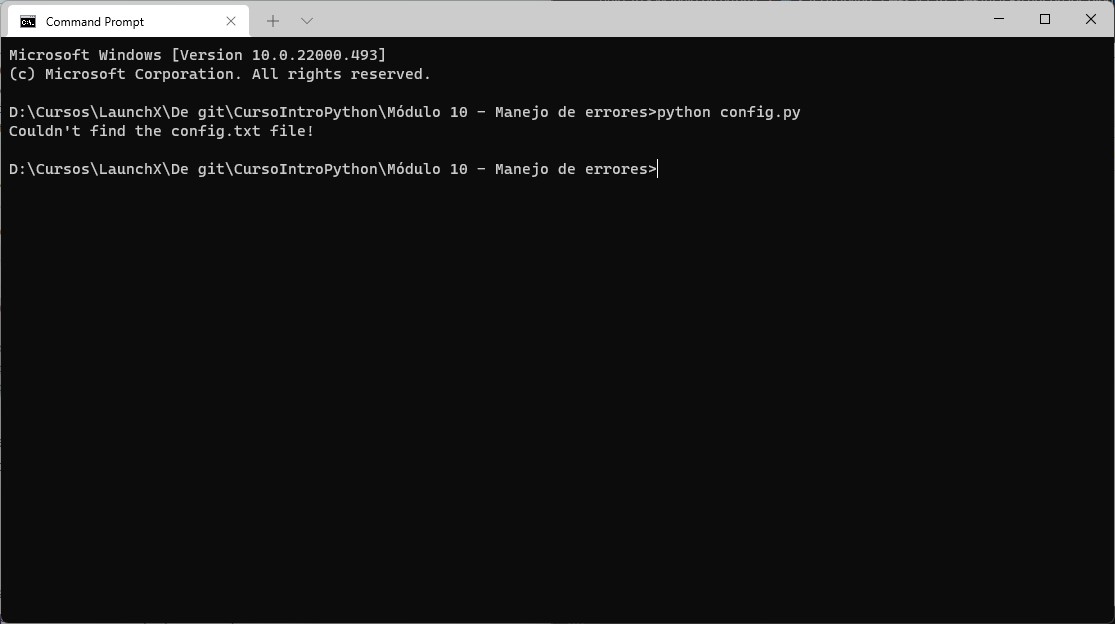 Command Prompt
Microsoft Windows [Version 10.0.22000.493]
(c) Microsoft Corporation. All rights reserved.
D:\Cursos\LaunchX\De git\CursoIntroPython\Módulo 10 - Manejo de errores>python config.py
Couldn't find the config.txt file!
D:\Cursos\LaunchX\De git\CursoIntroPython\Módulo 10 - Manejo de errores>